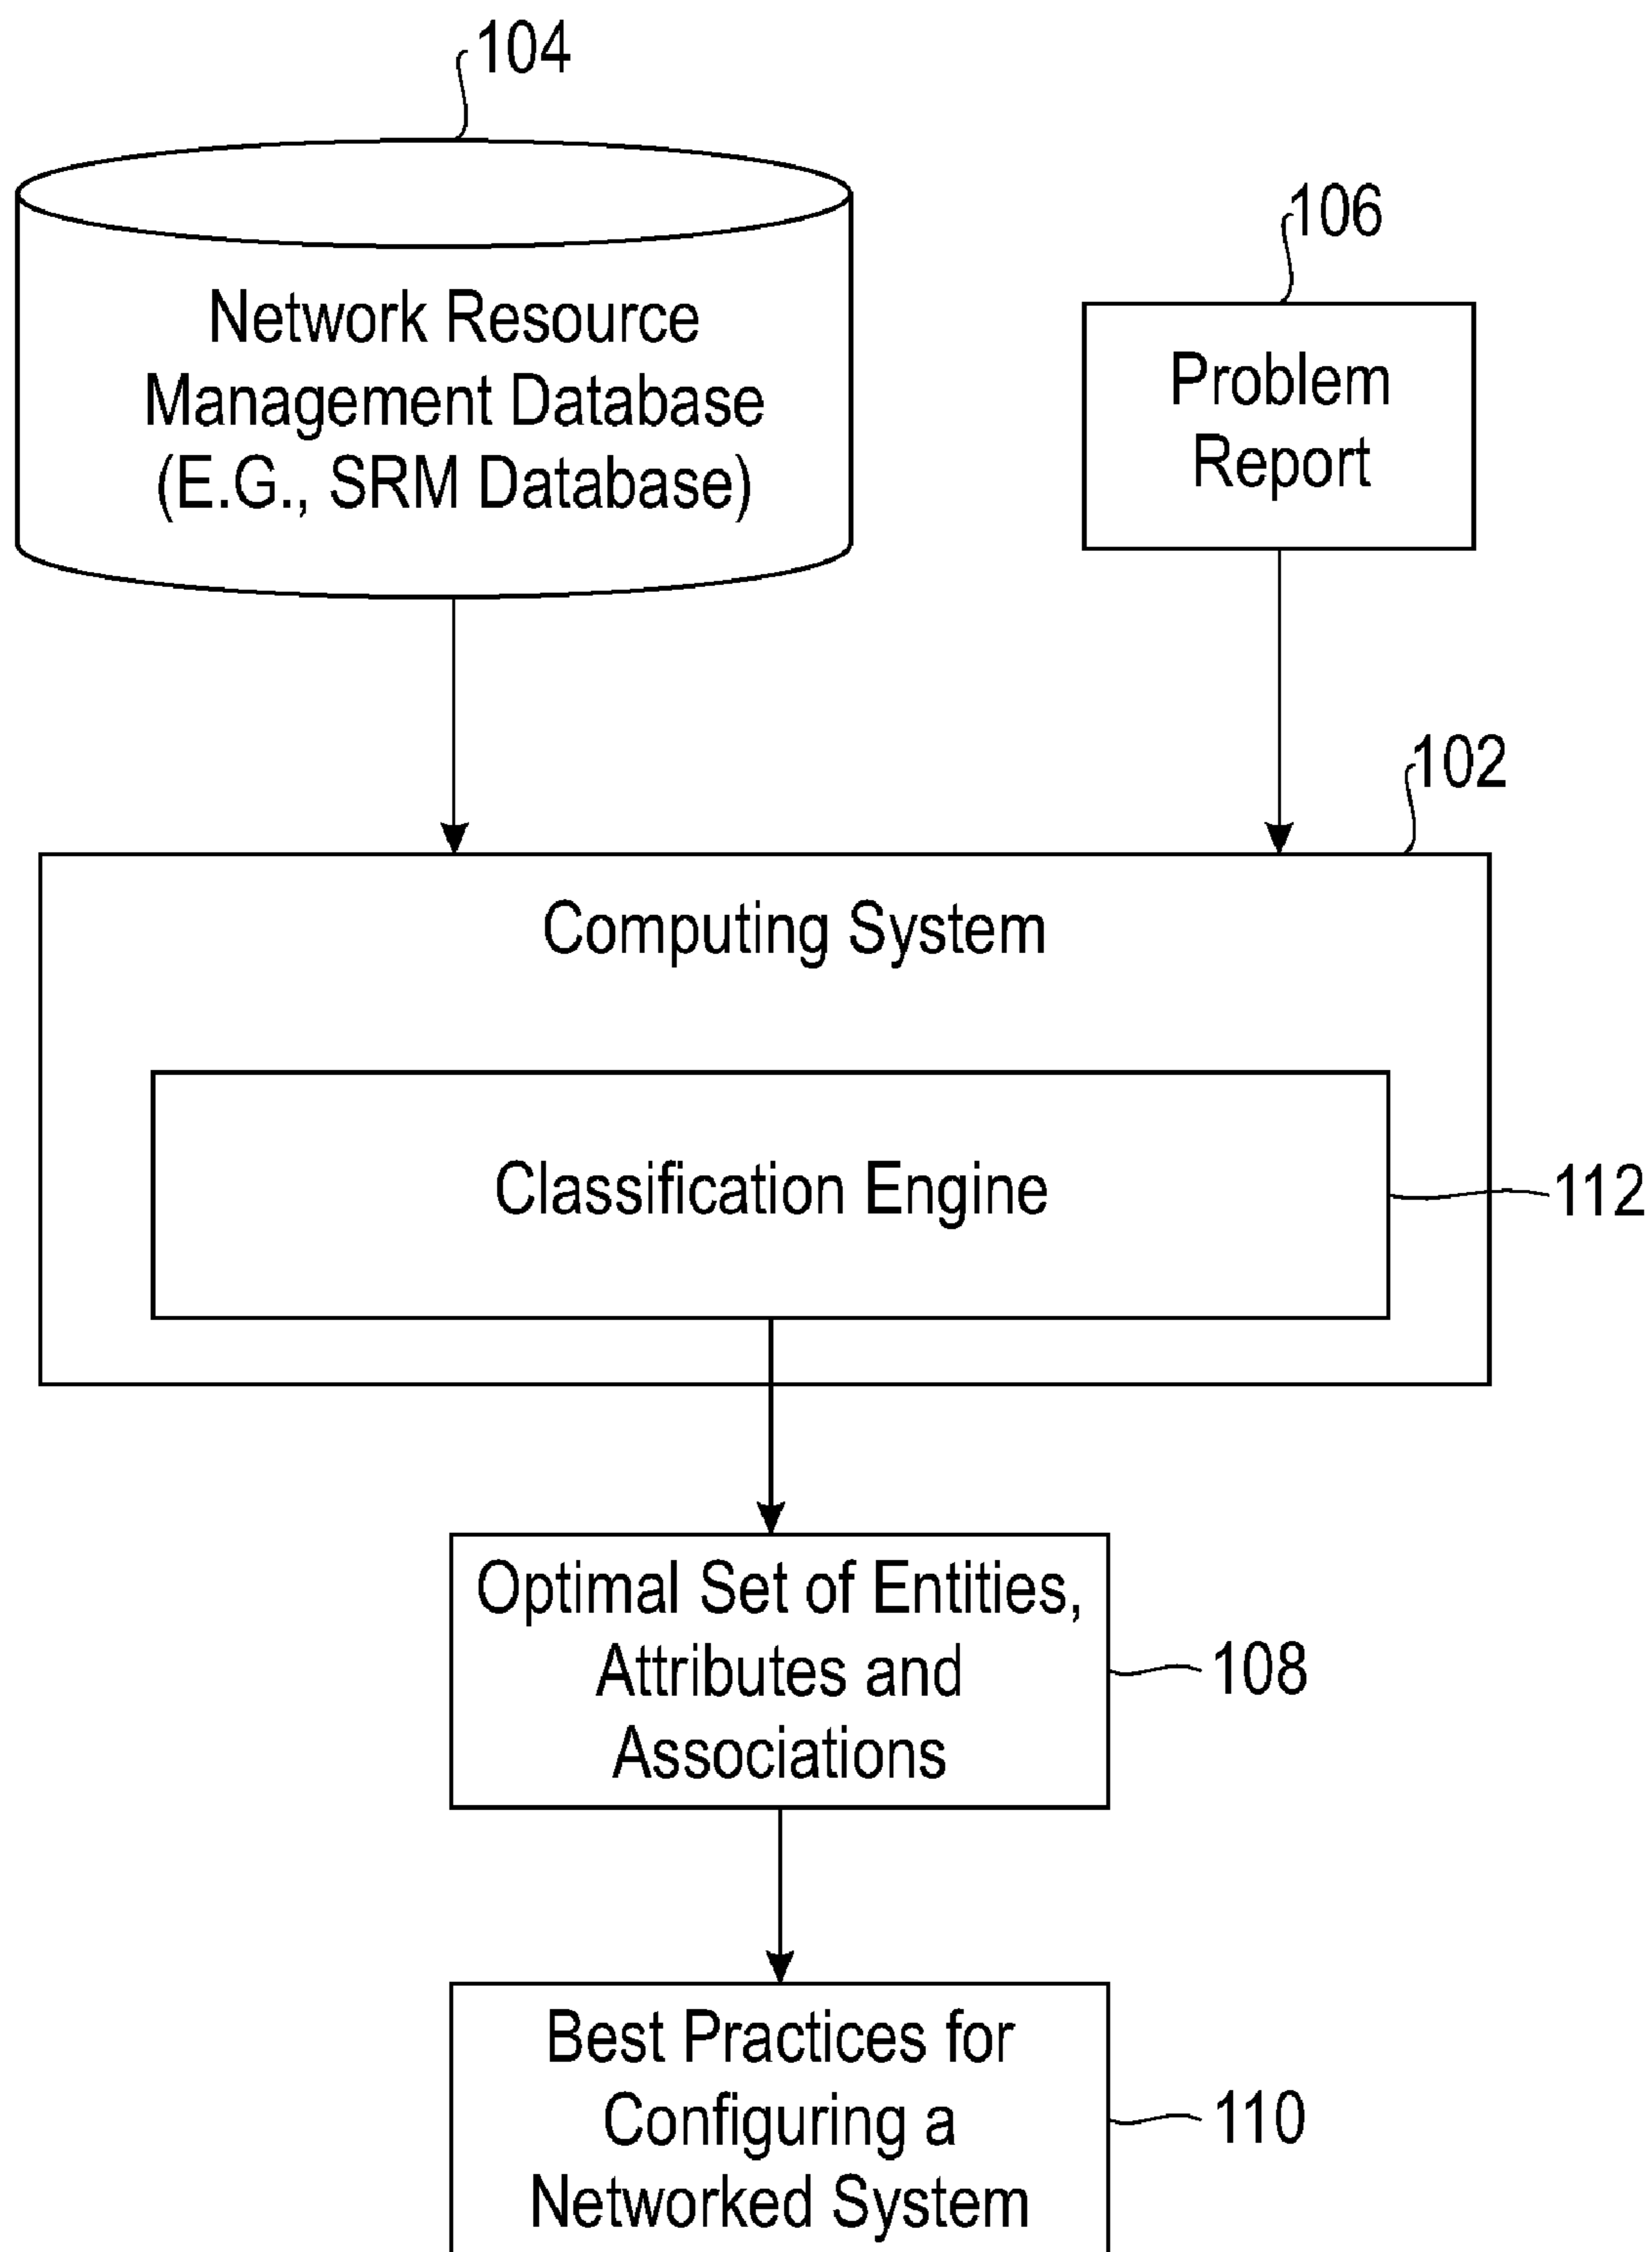 104
Network Resource
Management Database
(E.G., SRM Database)
106
Problem
Report
102
Computing System
Classification Engine
112
Optimal Set of Entities,
Attributes and
Associations
108
Best Practices for
Configuring a
Networked System
110